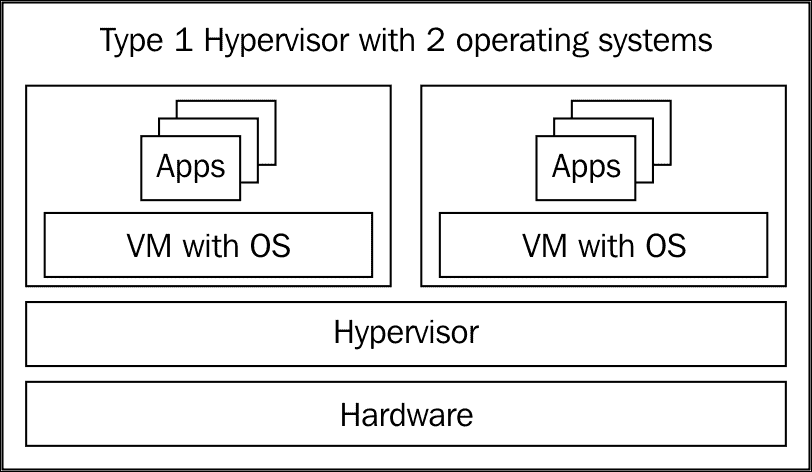 Type 1 Hypervisor with 2 operating systems
Apps
Apps
VM with OS
VM with OS
Hypervisor
Hardware